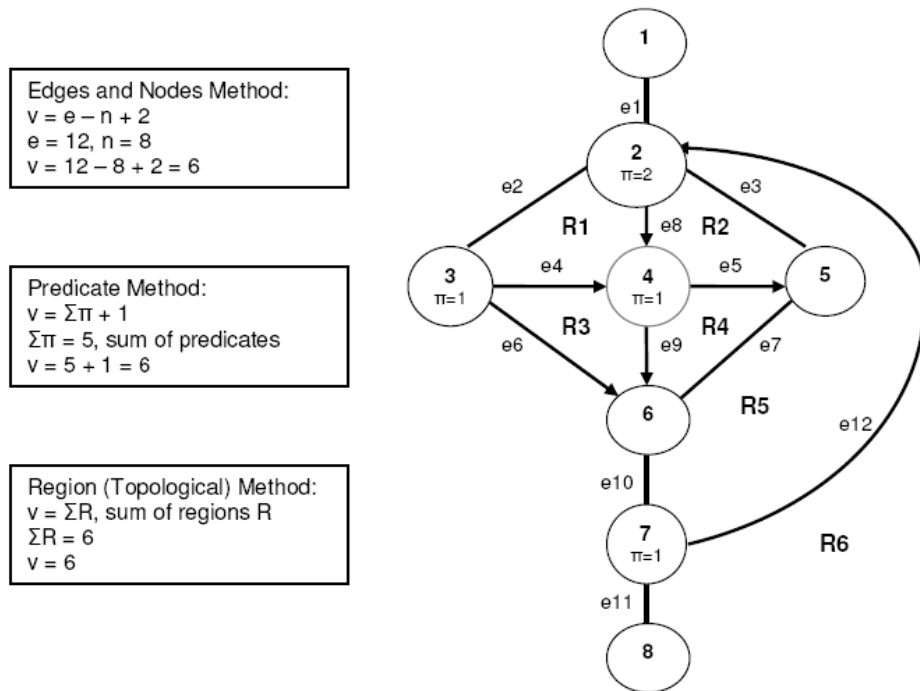 Edges and Nodes Method:
v = e – n + 2
e = 12, n = 8
v = 12 – 8 + 2 = 6
Predicate Method:
v = Σπ + 1
Σπ = 5, sum of predicates
v = 5 + 1 = 6
Region (Topological) Method:
v = ΣR, sum of regions R
ΣR = 6
v = 6
1
e1
2
π=2
e2
e3
R1
e8
R2
3
π=1
e4
4
π=1
e5
5
R3
R4
e6
e9
e7
6
R5
e12
e10
7
π=1
R6
e11
8